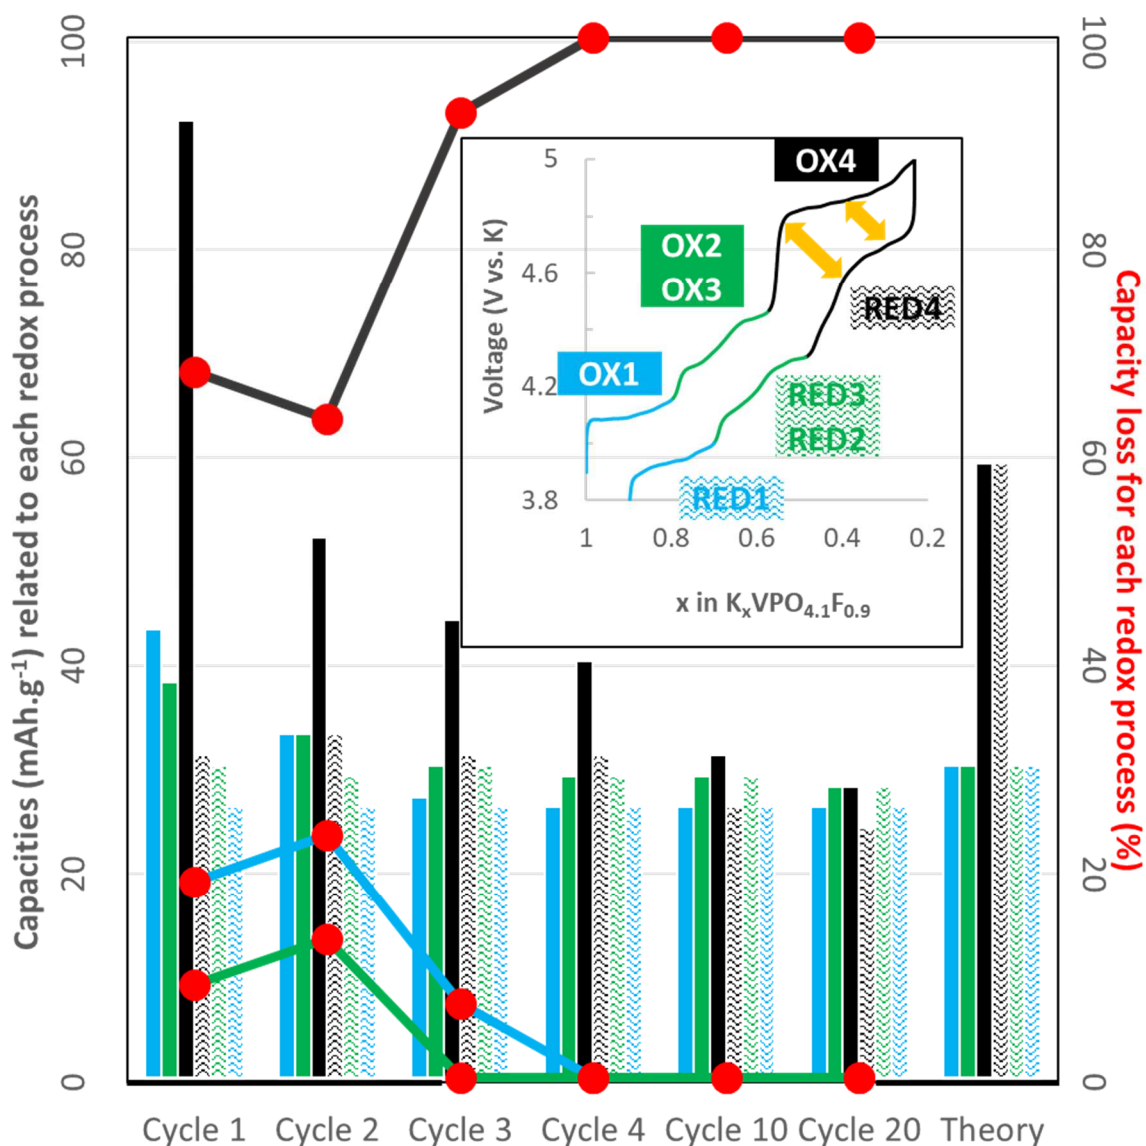 Capacities (mAh.g⁻¹) related to each redox process
100
80
60
40
20
0
Cycle 1
Cycle 2
Cycle 3
Cycle 4
Cycle 10
Cycle 20
Theory
100
80
60
40
20
0
Capacity loss for each redox process (%)
Voltage (V vs. K)
5
4.6
4.2
3.8
1
0.8
0.6
0.4
0.2
x in KₓVPO₄.₁F₀.₉
OX4
OX2
OX3
OX1
RED4
RED3
RED2
RED1